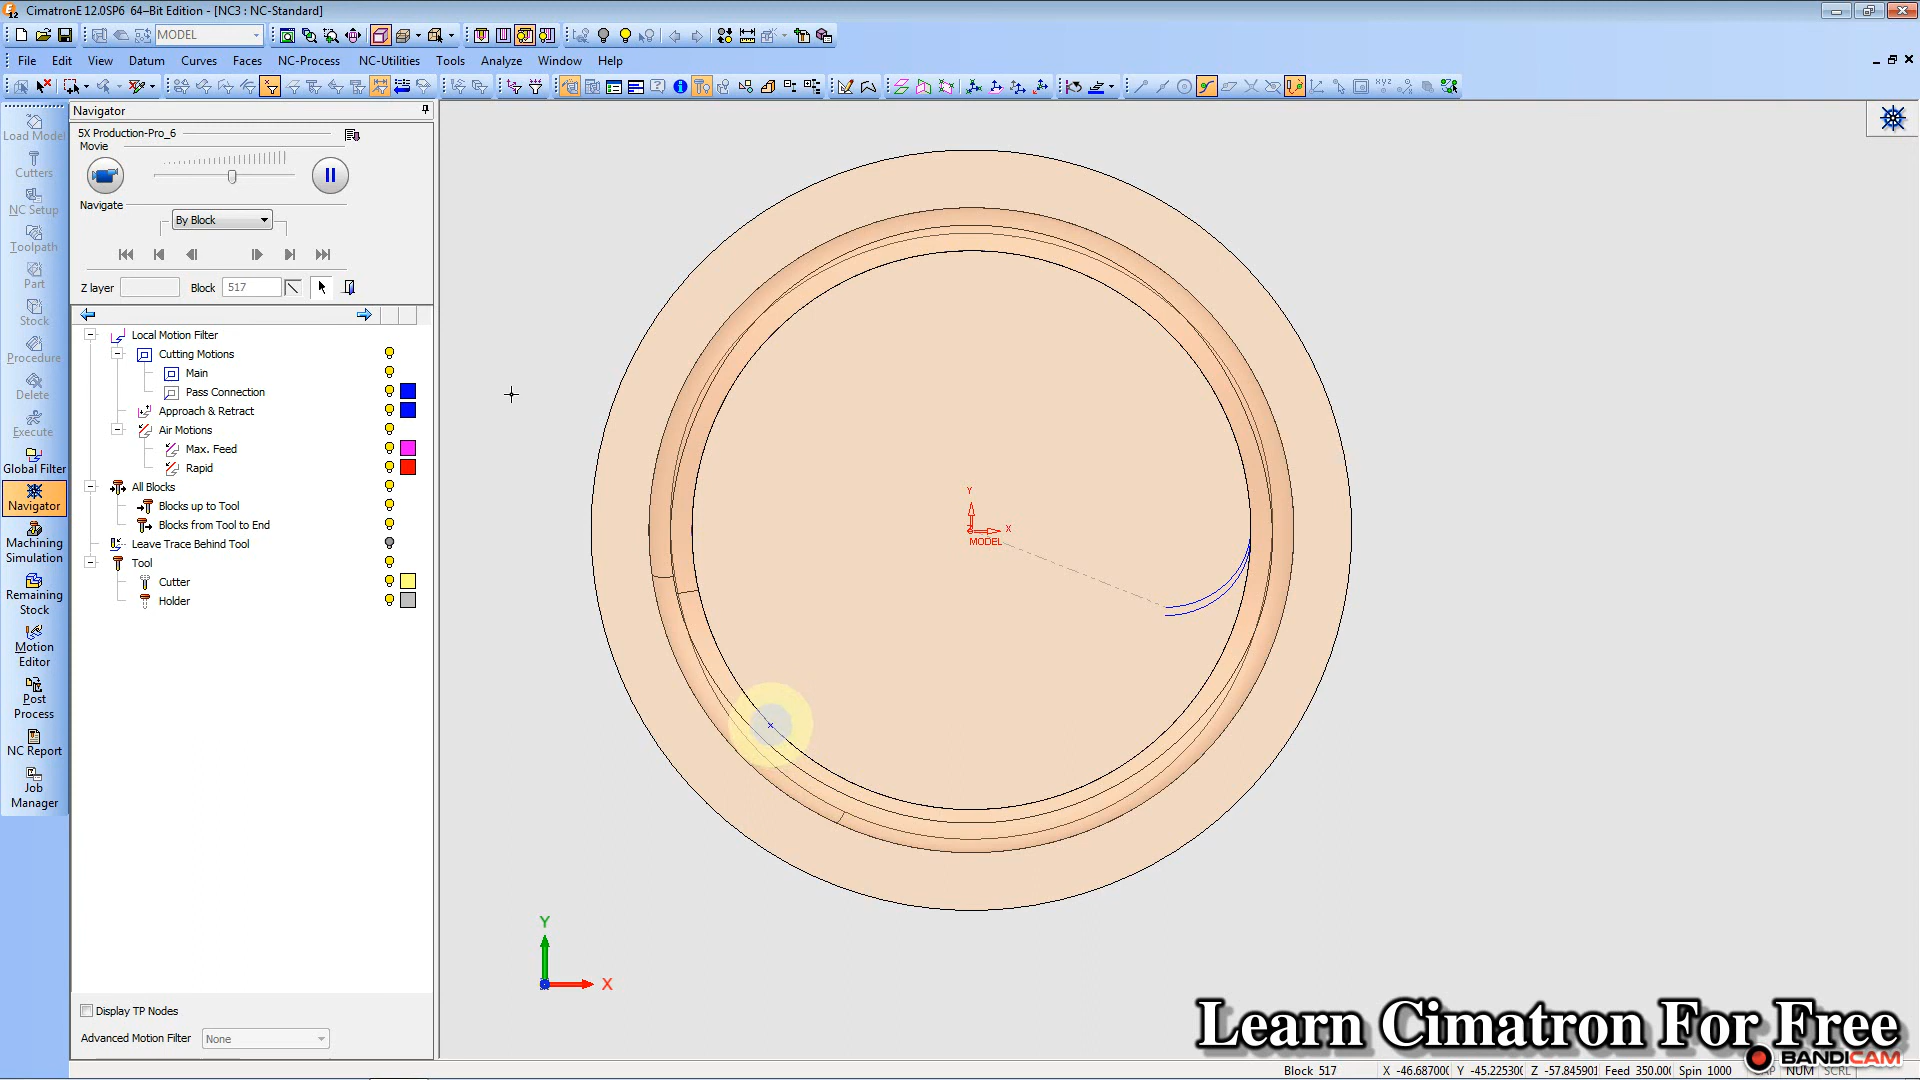 CimatronE 12.0SP6 64-Bit Edition - [NC3 : NC-Standard]
MODEL
File Edit View Datum Curves Faces NC-Process NC-Utilities Tools Analyze Window Help
Load Model
Cutters
NC Setup
Toolpath
Part
Stock
Procedure
Delete
Execute
Global Filter
Navigator
Machining
Simulation
Remaining
Stock
Motion
Editor
Post
Process
NC Report
Job
Manager
Navigator
5X Production-Pro_6
Movie
Navigate
By Block
Z layer
Block 517
Local Motion Filter
Cutting Motions
Main
Pass Connection
Approach & Retract
Air Motions
Max. Feed
Rapid
All Blocks
Blocks up to Tool
Blocks from Tool to End
Leave Trace Behind Tool
Tool
Cutter
Holder
Display TP Nodes
Advanced Motion Filter None
Y
X
Z
MODEL
Y
X
Learn Cimatron For Free
BANDICAM
Block 517 X -46.68700( Y -45.225300 Z -57.845901 Feed 350.000 Spin 1000 CAP NUM SCRL